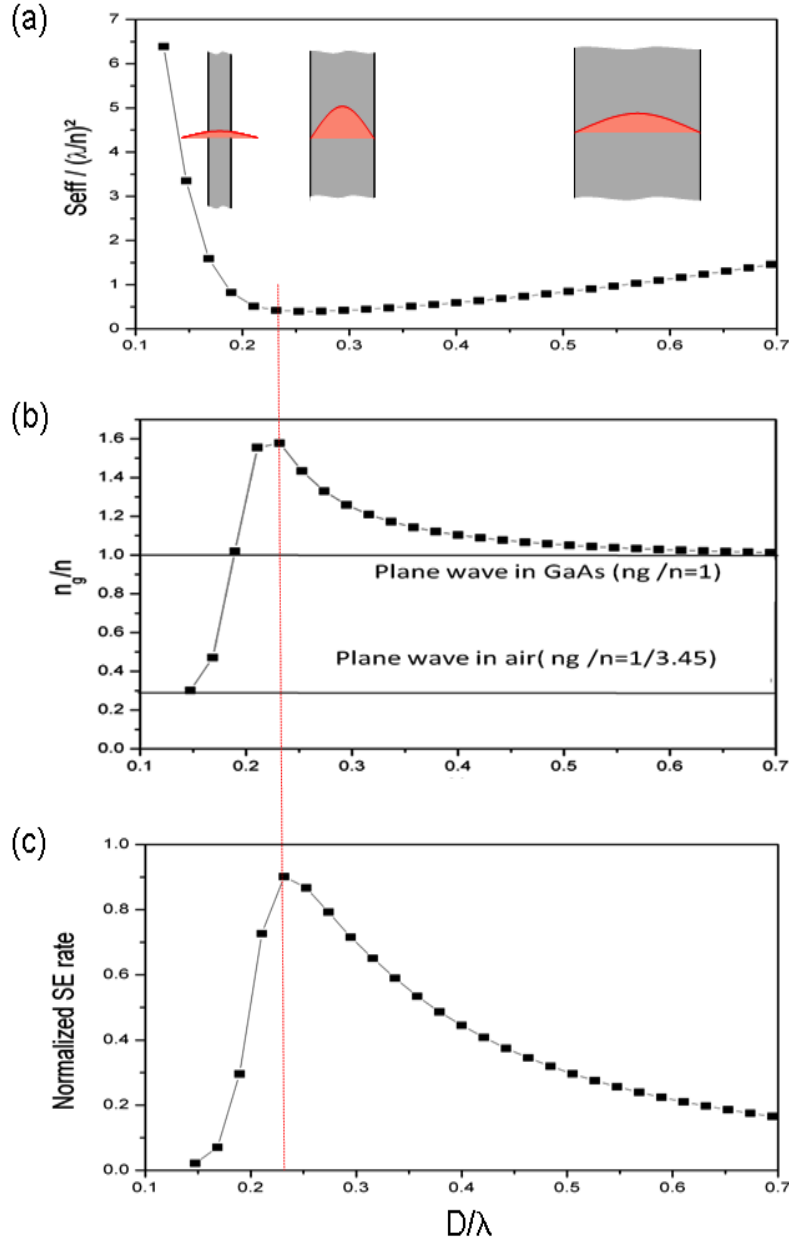 (a)
7
6
5
4
3
2
1
0
Seff / (λ/n)²
0.1 0.2 0.3 0.4 0.5 0.6 0.7
(b)
1.6
1.4
1.2
1.0
0.8
0.6
0.4
0.2
0.0
n_g/n
Plane wave in GaAs (ng /n=1)
Plane wave in air( ng /n=1/3.45)
0.1 0.2 0.3 0.4 0.5 0.6 0.7
(c)
1.0
0.8
0.6
0.4
0.2
0.0
Normalized SE rate
0.1 0.2 0.3 0.4 0.5 0.6 0.7
D/λ